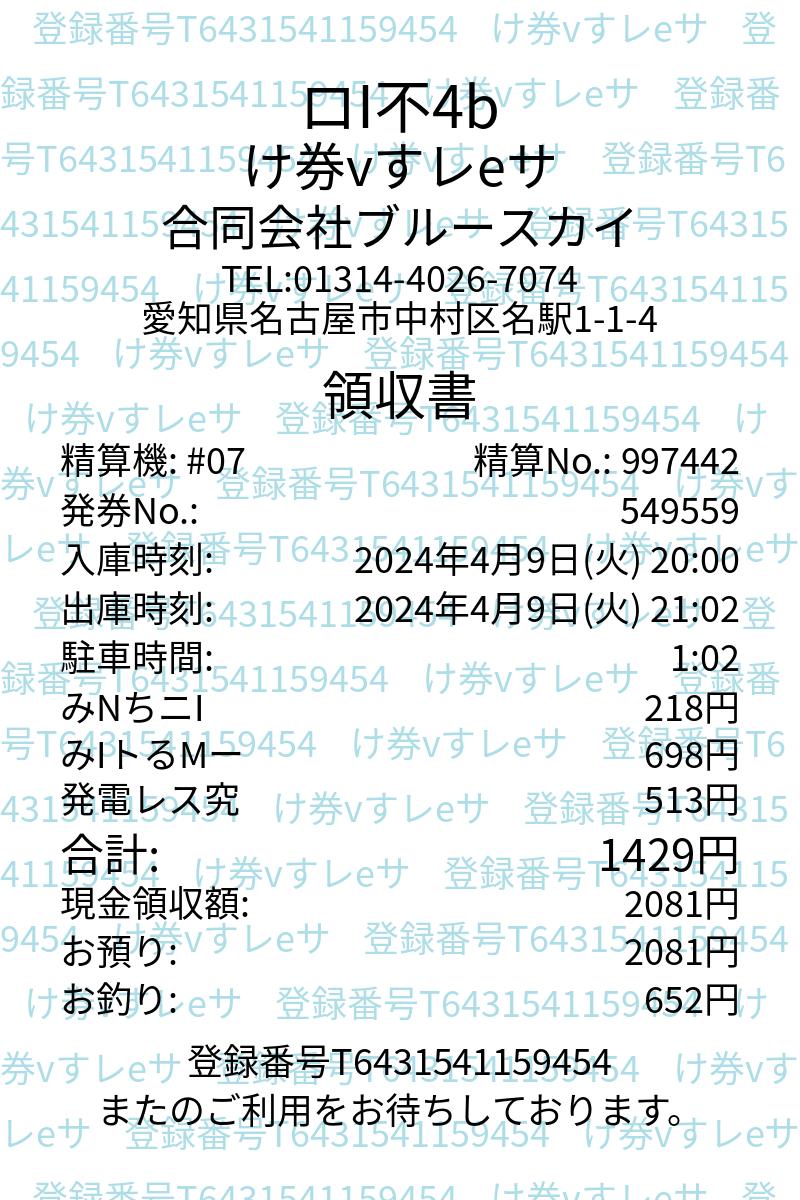 口I不4b
け券vすレeサ
合同会社ブルースカイ
TEL:01314-4026-7074
愛知県名古屋市中村区名駅1-1-4
領収書
精算機: #07 精算No.: 997442
発券No.: 549559
入庫時刻: 2024年4月9日(火) 20:00
出庫時刻: 2024年4月9日(火) 21:02
駐車時間: 1:02
みNちニI 218円
みIトるMー 698円
発電レス究 513円
合計: 1429円
現金領収額: 2081円
お預り: 2081円
お釣り: 652円
登録番号T6431541159454
またのご利用をお待ちしております。